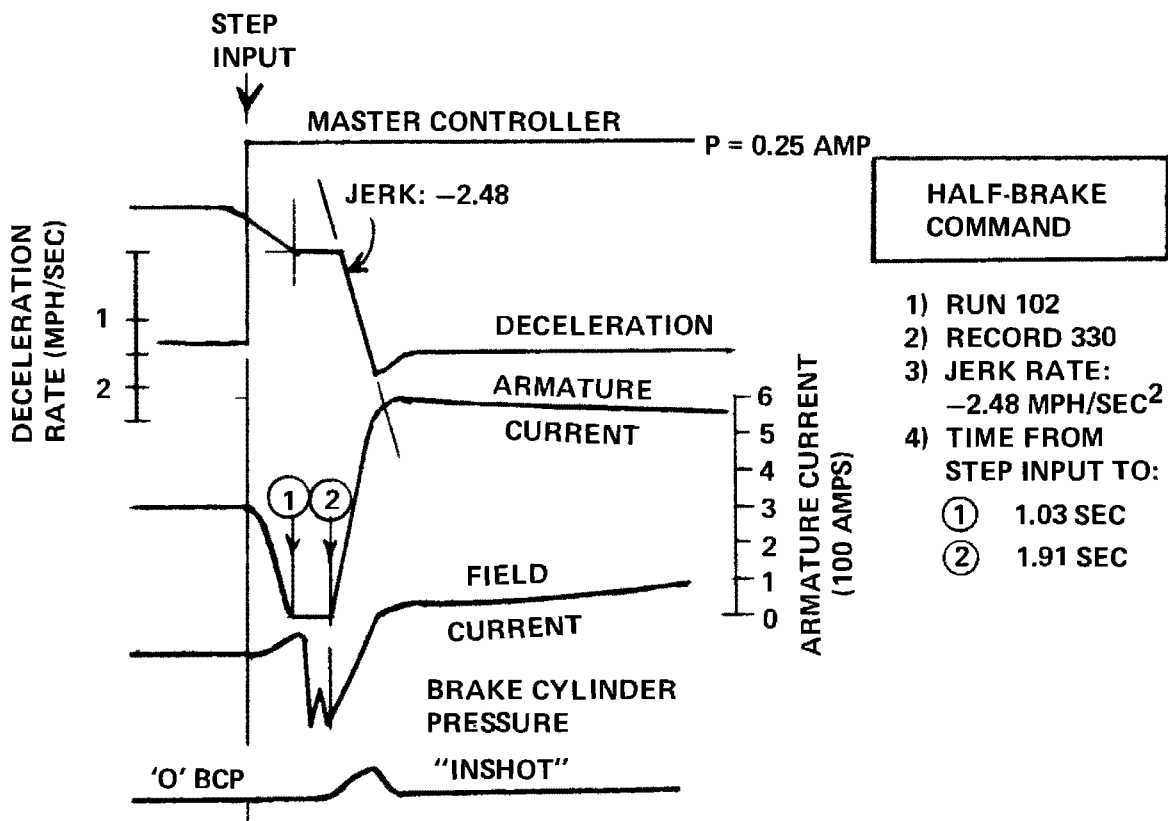 STEP
INPUT
MASTER CONTROLLER
P = 0.25 AMP
JERK: −2.48
HALF-BRAKE
COMMAND
DECELERATION
RATE (MPH/SEC)
1
2
1) RUN 102
2) RECORD 330
3) JERK RATE:
−2.48 MPH/SEC²
4) TIME FROM
STEP INPUT TO:
① 1.03 SEC
② 1.91 SEC
DECELERATION
ARMATURE
CURRENT
6
5
4
3
2
1
0
ARMATURE CURRENT
(100 AMPS)
① ②
FIELD
CURRENT
BRAKE CYLINDER
PRESSURE
'O' BCP
"INSHOT"